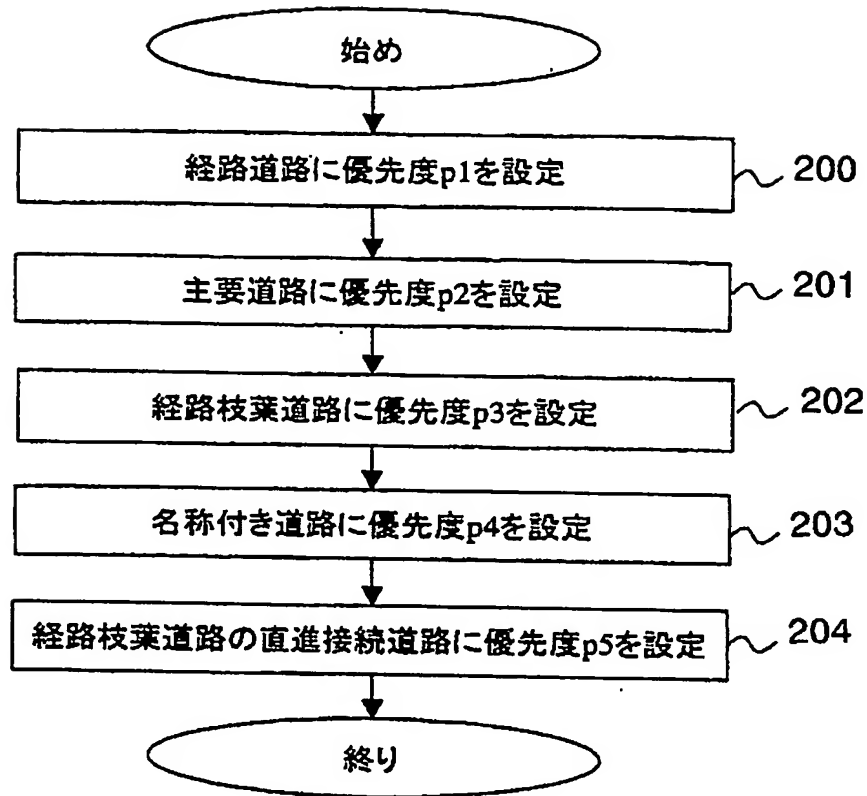 始め
経路道路に優先度p1を設定
200
主要道路に優先度p2を設定
201
経路枝葉道路に優先度p3を設定
202
名称付き道路に優先度p4を設定
203
経路枝葉道路の直進接続道路に優先度p5を設定
204
終り